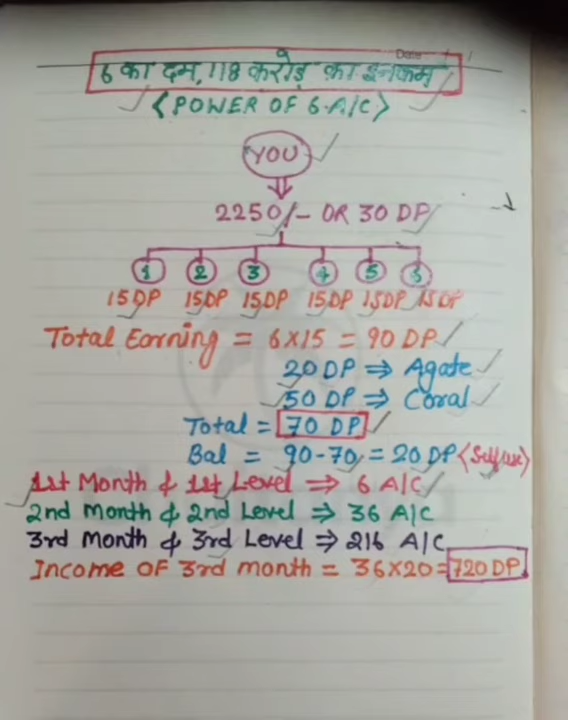 Date / /
6 का दम, 118 करोड़ का इनकम
<POWER OF 6 A/C>
YOU
2250/- OR 30 DP
1 2 3 4 5 6
15DP 15DP 15DP 15DP 15DP 15DP
Total Earning = 6X15 = 90 DP
20 DP ⇒ Agate
50 DP ⇒ Coral
Total = 70 DP
Bal = 90-70 = 20 DP <Selfuse>
1st Month & 1st Level ⇒ 6 A/C
2nd Month & 2nd Level ⇒ 36 A/C
3rd Month & 3rd Level ⇒ 216 A/C
Income OF 3rd month = 36X20 = 720 DP